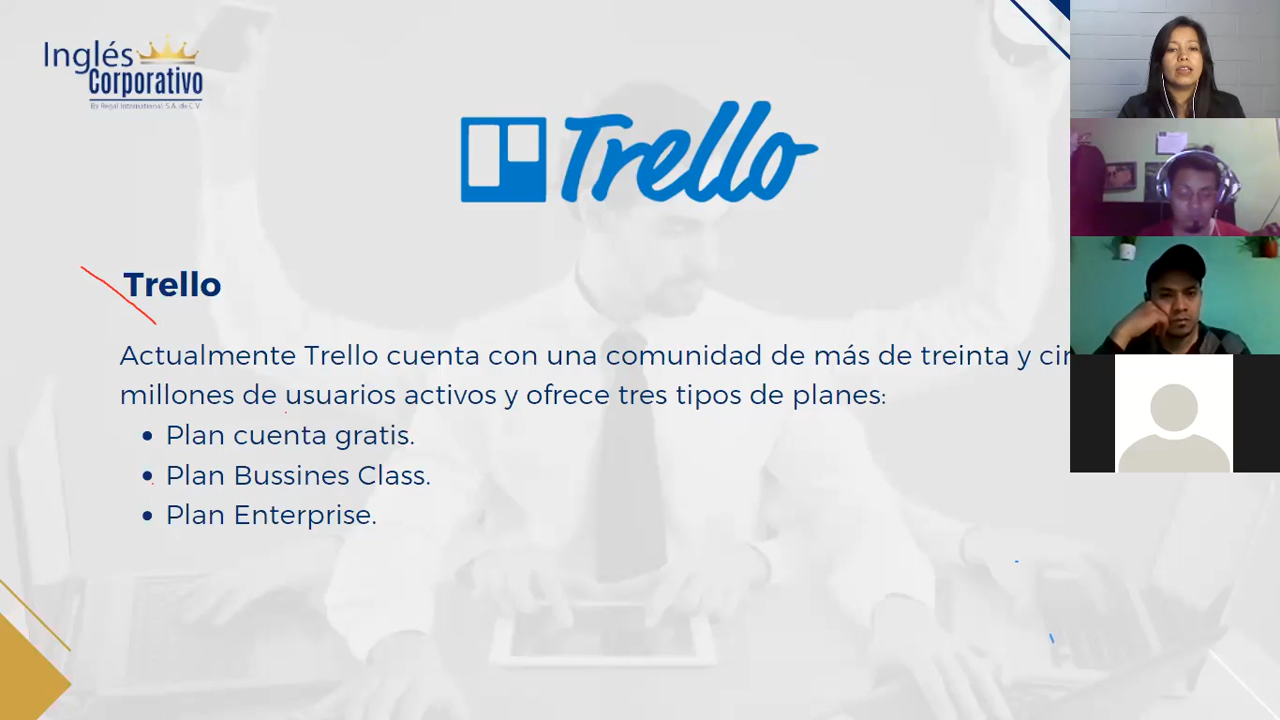 Inglés
Corporativo
By Regal International S.A. de C.V.
Trello
Trello
Actualmente Trello cuenta con una comunidad de más de treinta y
millones de usuarios activos y ofrece tres tipos de planes:
Plan cuenta gratis.
Plan Bussines Class.
Plan Enterprise.